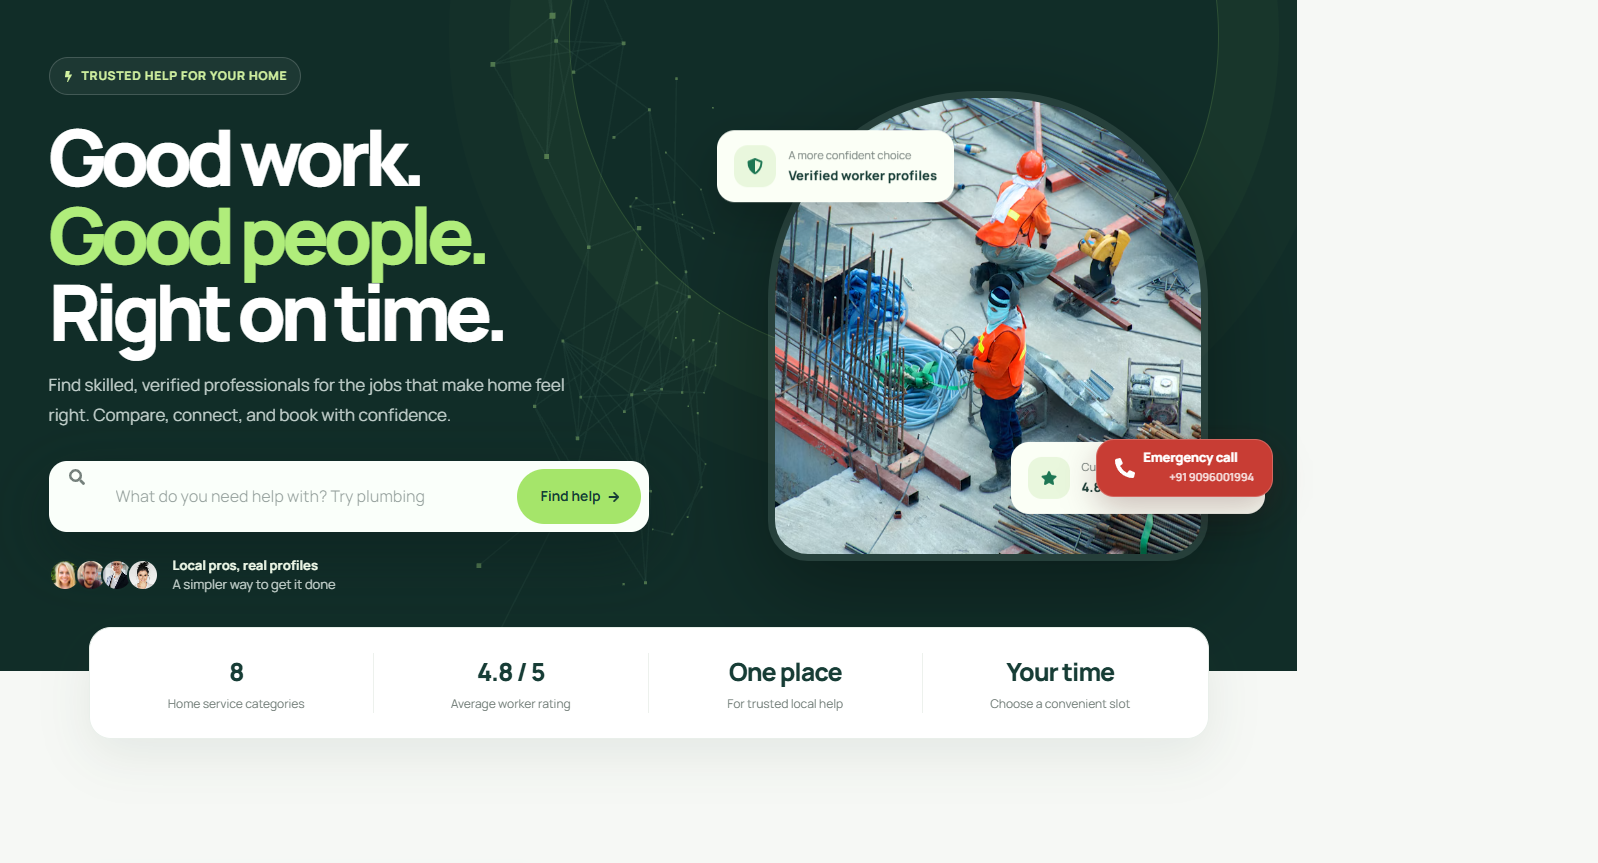 TRUSTED HELP FOR YOUR HOME
Good work.
Good people.
Right on time.
Find skilled, verified professionals for the jobs that make home feel
right. Compare, connect, and book with confidence.
What do you need help with? Try plumbing
Find help
Local pros, real profiles
A simpler way to get it done
A more confident choice
Verified worker profiles
Emergency call
+91 9096001994
8
Home service categories
4.8 / 5
Average worker rating
One place
For trusted local help
Your time
Choose a convenient slot